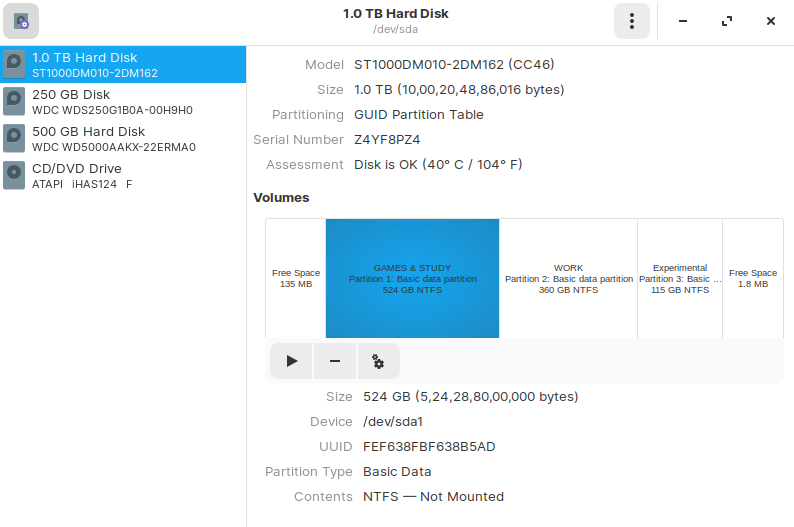 1.0 TB Hard Disk
/dev/sda
1.0 TB Hard Disk
ST1000DM010-2DM162
250 GB Disk
WDC WDS250G1B0A-00H9H0
500 GB Hard Disk
WDC WD5000AAKX-22ERMA0
CD/DVD Drive
ATAPI iHAS124 F
Model ST1000DM010-2DM162 (CC46)
Size 1.0 TB (10,00,20,48,86,016 bytes)
Partitioning GUID Partition Table
Serial Number Z4YF8PZ4
Assessment Disk is OK (40° C / 104° F)
Volumes
Free Space
135 MB
GAMES & STUDY
Partition 1: Basic data partition
524 GB NTFS
WORK
Partition 2: Basic data partition
360 GB NTFS
Experimental
Partition 3: Basic ...
115 GB NTFS
Free Space
1.8 MB
Size 524 GB (5,24,28,80,00,000 bytes)
Device /dev/sda1
UUID FEF638FBF638B5AD
Partition Type Basic Data
Contents NTFS — Not Mounted